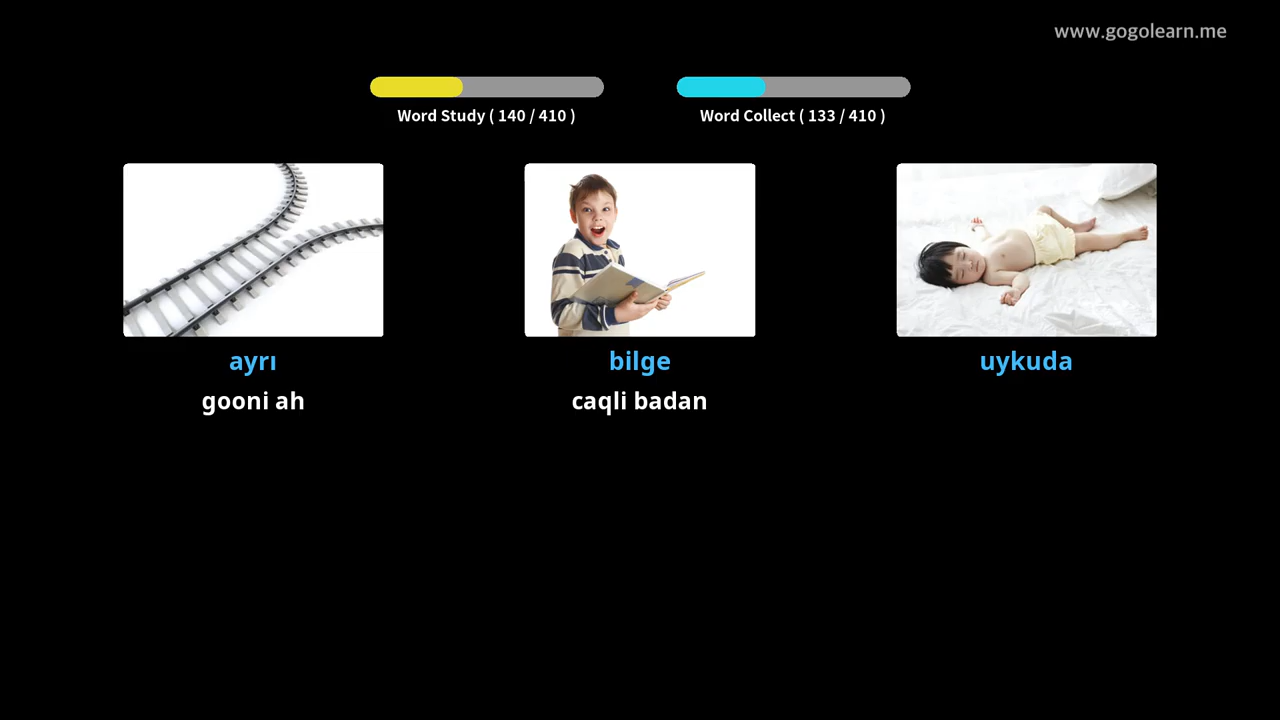 www.gogolearn.me
Word Study ( 140 / 410 )
Word Collect ( 133 / 410 )
ayrı
bilge
uykuda
gooni ah
caqli badan